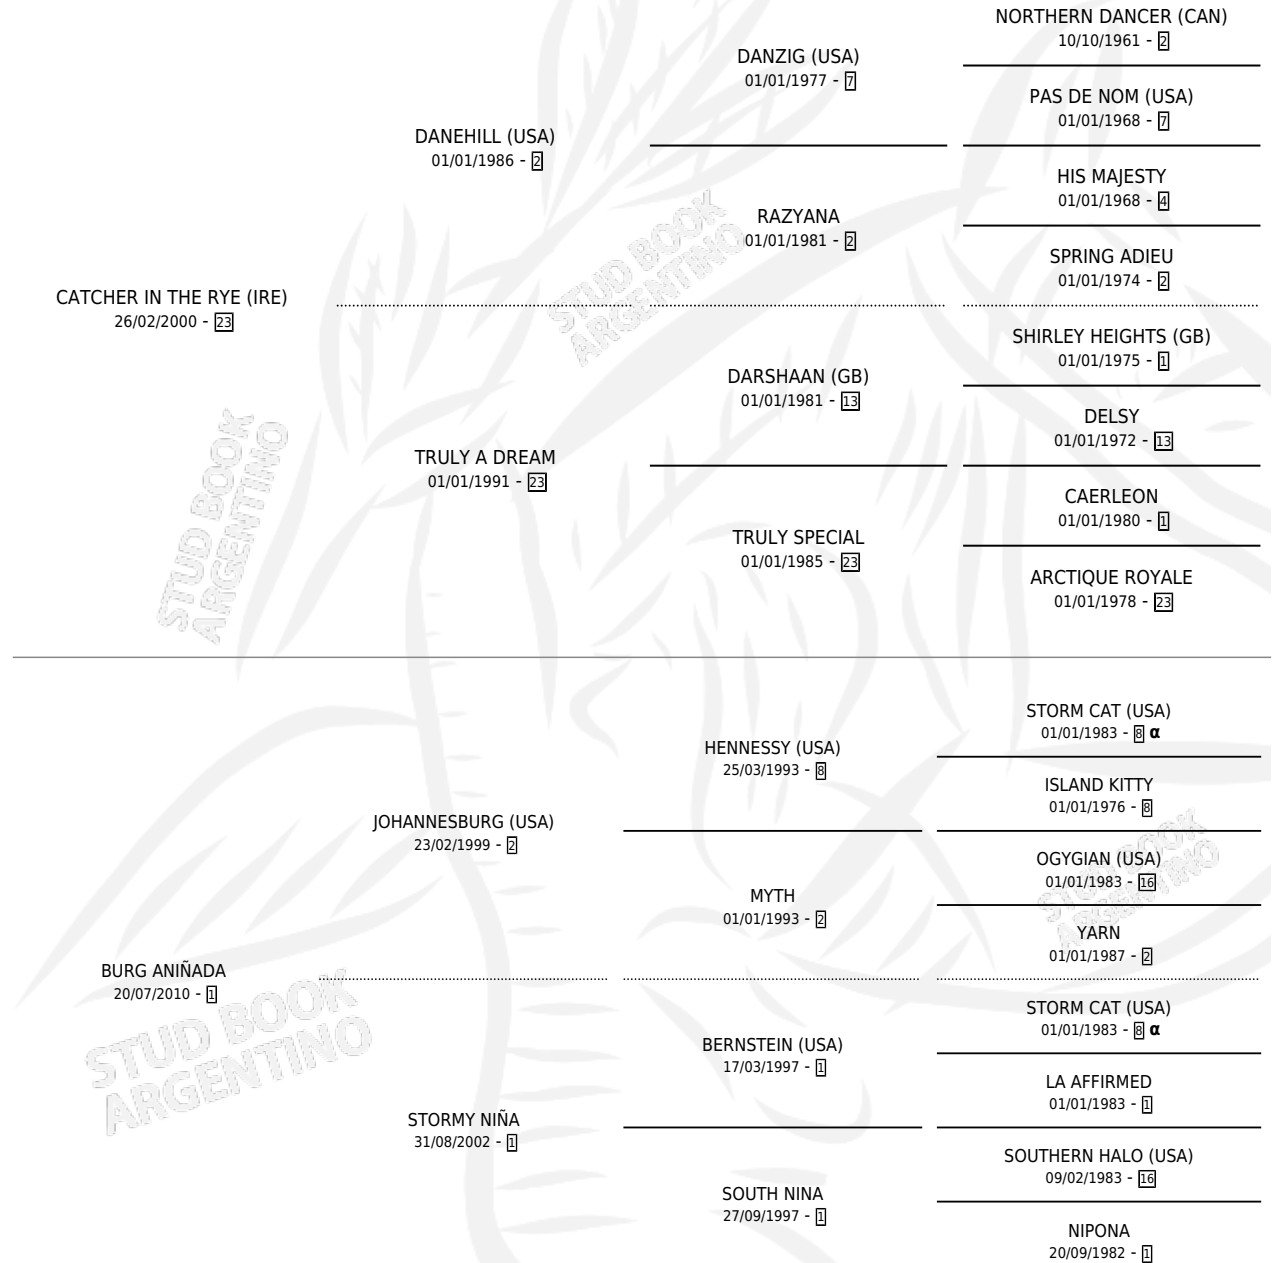 NORTHERN DANCER (CAN)
10/10/1961 - 2
DANZIG (USA)
01/01/1977 - 7
PAS DE NOM (USA)
01/01/1968 - 7
DANEHILL (USA)
01/01/1986 - 2
HIS MAJESTY
01/01/1968 - 4
RAZYANA
01/01/1981 - 2
SPRING ADIEU
01/01/1974 - 2
CATCHER IN THE RYE (IRE)
26/02/2000 - 23
SHIRLEY HEIGHTS (GB)
01/01/1975 - 1
DARSHAAN (GB)
01/01/1981 - 13
DELSY
01/01/1972 - 13
TRULY A DREAM
01/01/1991 - 23
CAERLEON
01/01/1980 - 1
TRULY SPECIAL
01/01/1985 - 23
ARCTIQUE ROYALE
01/01/1978 - 23
STORM CAT (USA)
01/01/1983 - 8 α
HENNESSY (USA)
25/03/1993 - 8
ISLAND KITTY
01/01/1976 - 8
JOHANNESBURG (USA)
23/02/1999 - 2
OGYGIAN (USA)
01/01/1983 - 16
MYTH
01/01/1993 - 2
YARN
01/01/1987 - 2
BURG ANIÑADA
20/07/2010 - 1
STORM CAT (USA)
01/01/1983 - 8 α
BERNSTEIN (USA)
17/03/1997 - 1
LA AFFIRMED
01/01/1983 - 1
STORMY NIÑA
31/08/2002 - 1
SOUTHERN HALO (USA)
09/02/1983 - 16
SOUTH NINA
27/09/1997 - 1
NIPONA
20/09/1982 - 1
STUD BOOK
ARGENTINO
STUD BOOK
ARGENTINO
STUD BOOK
ARGENTINO
STUD BOOK
ARGENTINO